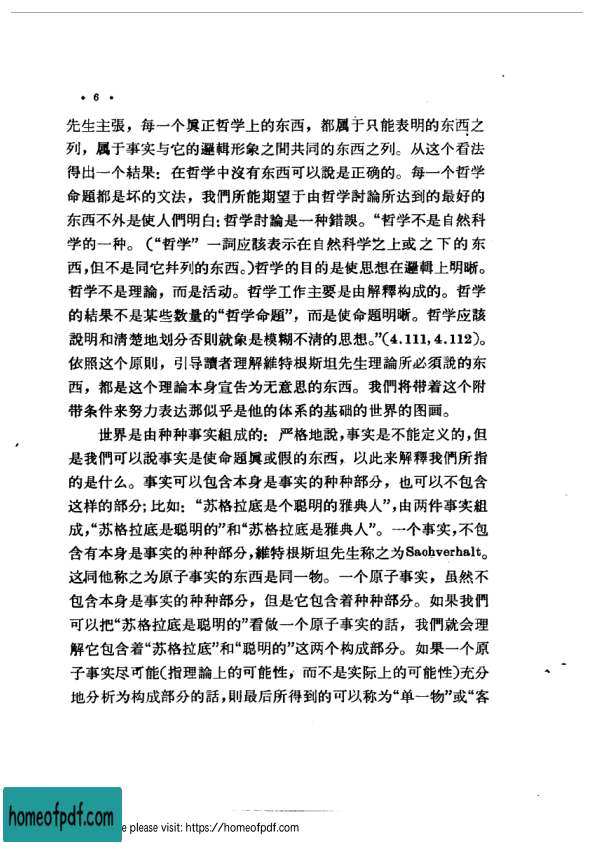 • 6 •
先生主張，每一个眞正哲学上的东西，都属于只能表明的东西之
列，属于事实与它的邏輯形象之間共同的东西之列。从这个看法
得出一个結果：在哲学中沒有东西可以說是正确的。每一个哲学
命題都是坏的文法，我們所能期望于由哲学討論所达到的最好的
东西不外是使人們明白：哲学討論是一种錯誤。“哲学不是自然科
学的一种。（“哲学”一詞应該表示在自然科学之上或之下的东
西，但不是同它幷列的东西。）哲学的目的是使思想在邏輯上明晰。
哲学不是理論，而是活动。哲学工作主要是由解釋构成的。哲学
的結果不是某些数量的“哲学命題”，而是使命題明晰。哲学应該
說明和清楚地划分否則就象是模糊不清的思想。”(4.111，4.112)。
依照这个原則，引导讀者理解維特根斯坦先生理論所必須說的东
西，都是这个理論本身宣告为无意思的东西。我們将带着这个附
带条件来努力表达那似乎是他的体系的基础的世界的图画。
世界是由种种事实組成的：严格地說，事实是不能定义的，但
是我們可以說事实是使命題眞或假的东西，以此来解釋我們所指
的是什么。事实可以包含本身是事实的种种部分，也可以不包含
这样的部分；比如：“苏格拉底是个聪明的雅典人”，由两件事实組
成，“苏格拉底是聪明的”和“苏格拉底是雅典人”。一个事实，不包
含有本身是事实的种种部分，維特根斯坦先生称之为Sachverhalt。
这同他称之为原子事实的东西是同一物。一个原子事实，虽然不
包含本身是事实的种种部分，但是它包含着种种部分。如果我們
可以把“苏格拉底是聪明的”看做一个原子事实的話，我們就会理
解它包含着“苏格拉底”和“聪明的”这两个构成部分。如果一个原
子事实尽可能(指理論上的可能性，而不是实际上的可能性)充分
地分析为构成部分的話，則最后所得到的可以称为“单一物”或“客
homeofpdf.com
e please visit: https://homeofpdf.com